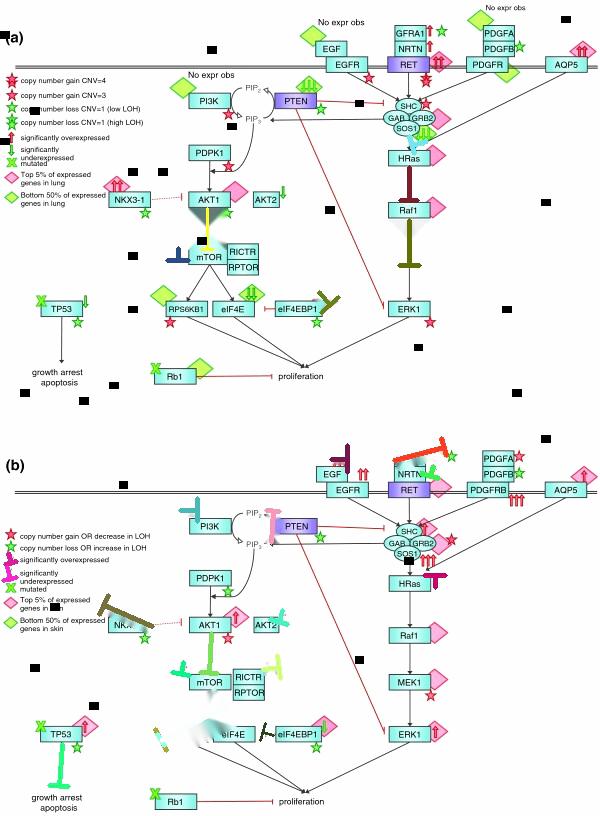 (a)
No expr obs
No expr obs
EGF
EGFR
GFRA1
NRTN
RET
PDGFA
PDGFB
PDGFR
AQP5
copy number gain CNV=4
copy number gain CNV=3
copy number loss CNV=1 (low LOH)
copy number loss CNV=1 (high LOH)
significantly overexpressed
significantly
underexpressed
mutated
Top 5% of expressed
genes in lung
Bottom 50% of expressed
genes in lung
No expr obs
PI3K
PIP2
PIP3
PTEN
SHC
GAB
GRB2
SOS1
HRas
PDPK1
NKX3-1
AKT1
AKT2
Raf1
mTOR
RICTR
RPTOR
TP53
RPS6KB1
eIF4E
eIF4EBP1
ERK1
growth arrest
apoptosis
Rb1
proliferation
(b)
EGF
EGFR
NRTN
RET
PDGFA
PDGFB
PDGFRB
AQP5
copy number gain OR decrease in LOH
copy number loss OR increase in LOH
significantly overexpressed
significantly
underexpressed
mutated
Top 5% of expressed
genes in
Bottom 50% of expressed
genes in skin
PI3K
PIP2
PIP3
PTEN
SHC
GAB
GRB2
SOS1
HRas
PDPK1
AKT1
AKT2
Raf1
mTOR
RICTR
RPTOR
MEK1
TP53
eIF4E
eIF4EBP1
ERK1
growth arrest
apoptosis
Rb1
proliferation